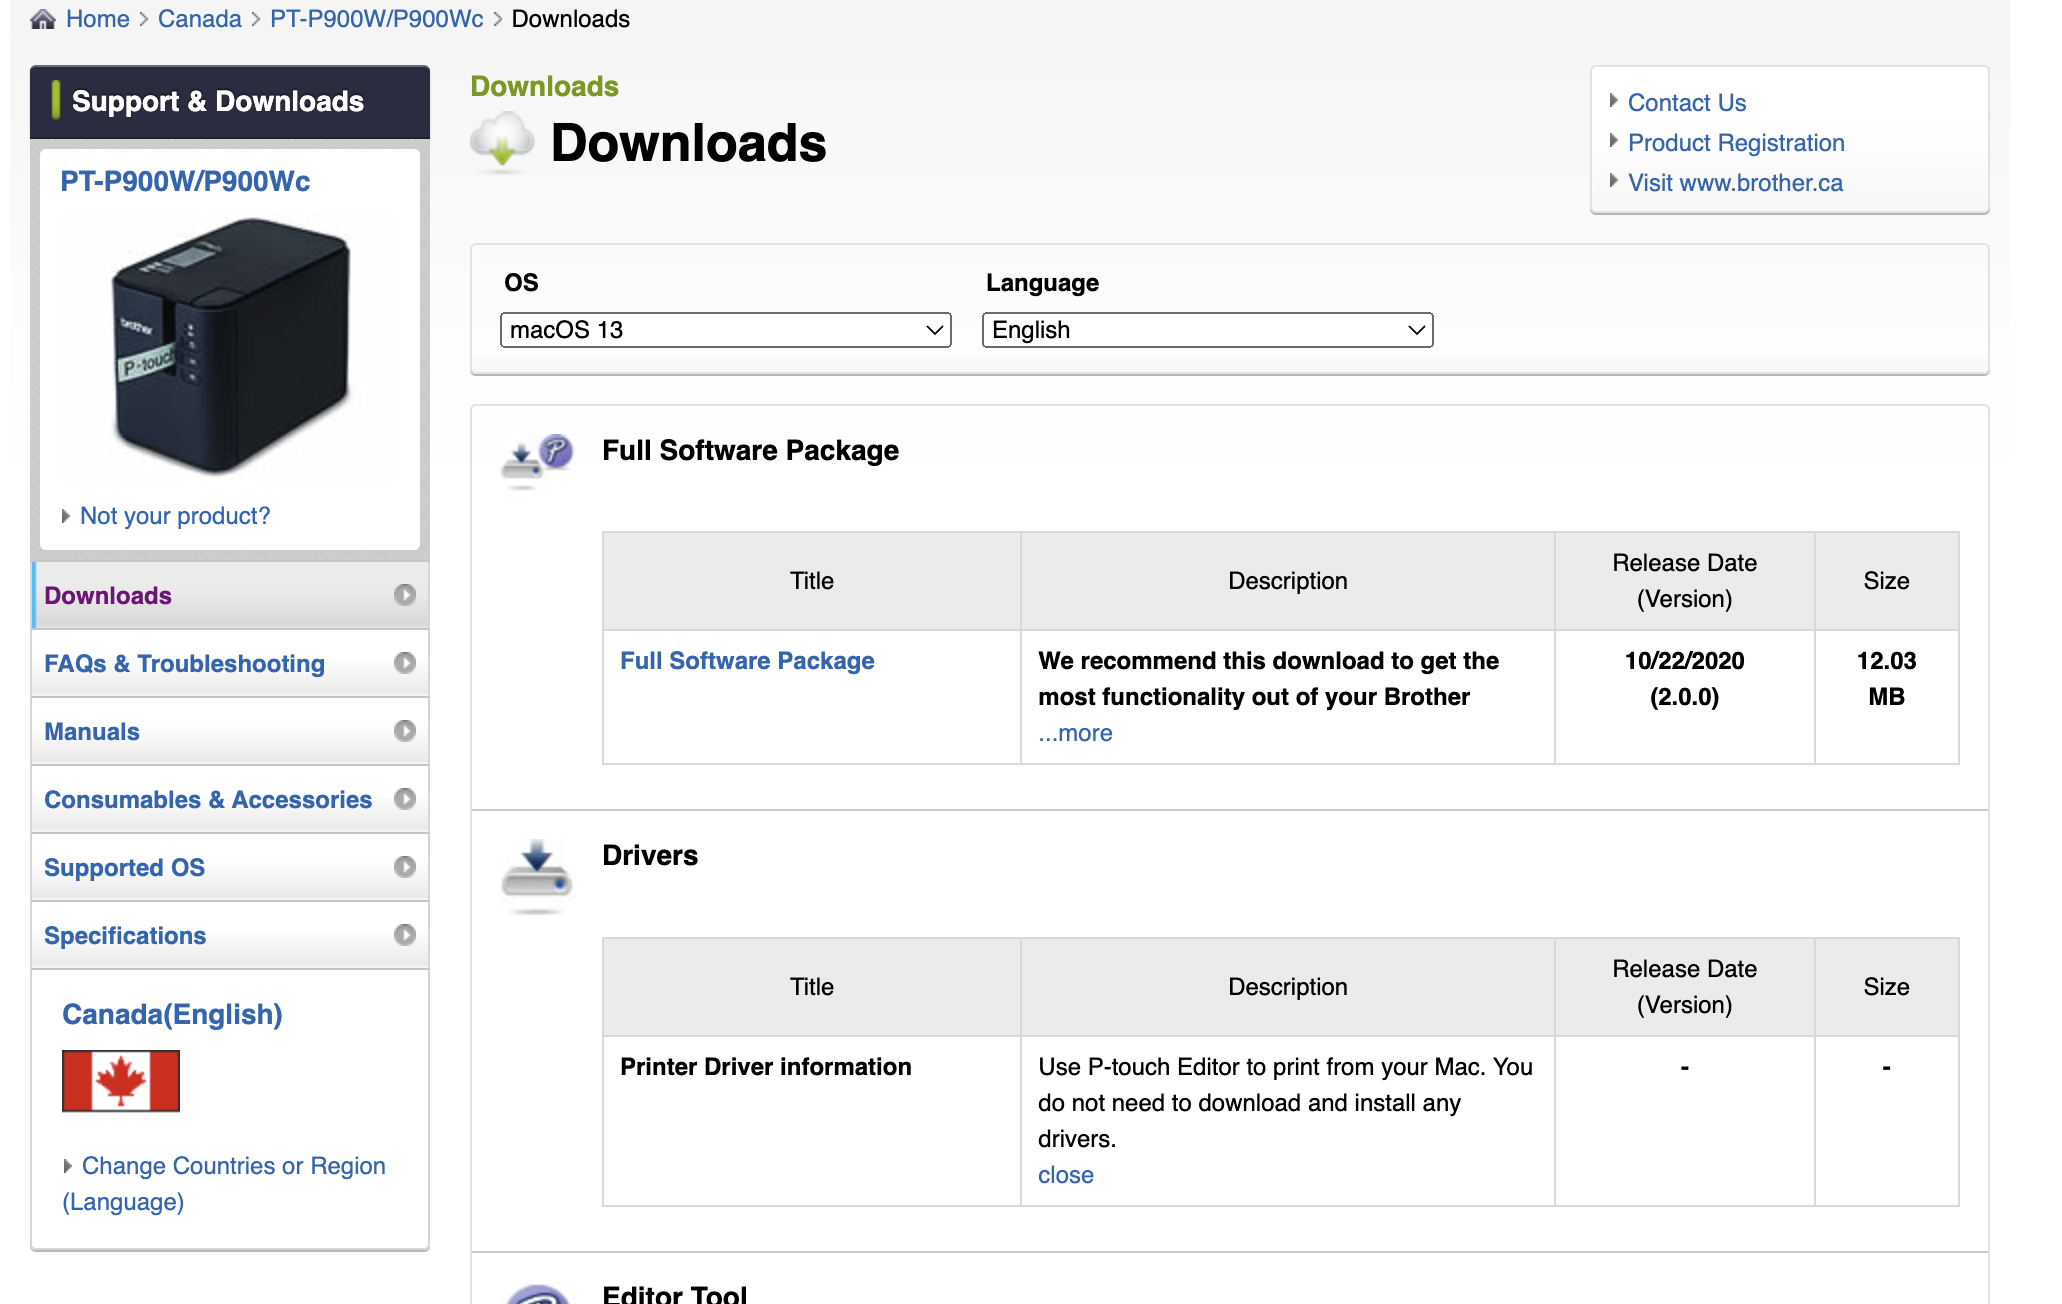 Home > Canada > PT-P900W/P900Wc > Downloads
Support & Downloads
PT-P900W/P900Wc
brother
P-touch
Not your product?
Downloads
FAQs & Troubleshooting
Manuals
Consumables & Accessories
Supported OS
Specifications
Canada(English)
Change Countries or Region
(Language)
Downloads
Downloads
Contact Us
Product Registration
Visit www.brother.ca
OS
Language
macOS 13
English
Full Software Package
Title
Description
Release Date
(Version)
Size
Full Software Package
We recommend this download to get the
most functionality out of your Brother
...more
10/22/2020
(2.0.0)
12.03
MB
Drivers
Title
Description
Release Date
(Version)
Size
Printer Driver information
Use P-touch Editor to print from your Mac. You
do not need to download and install any
drivers.
close
-
-
Editor Tool